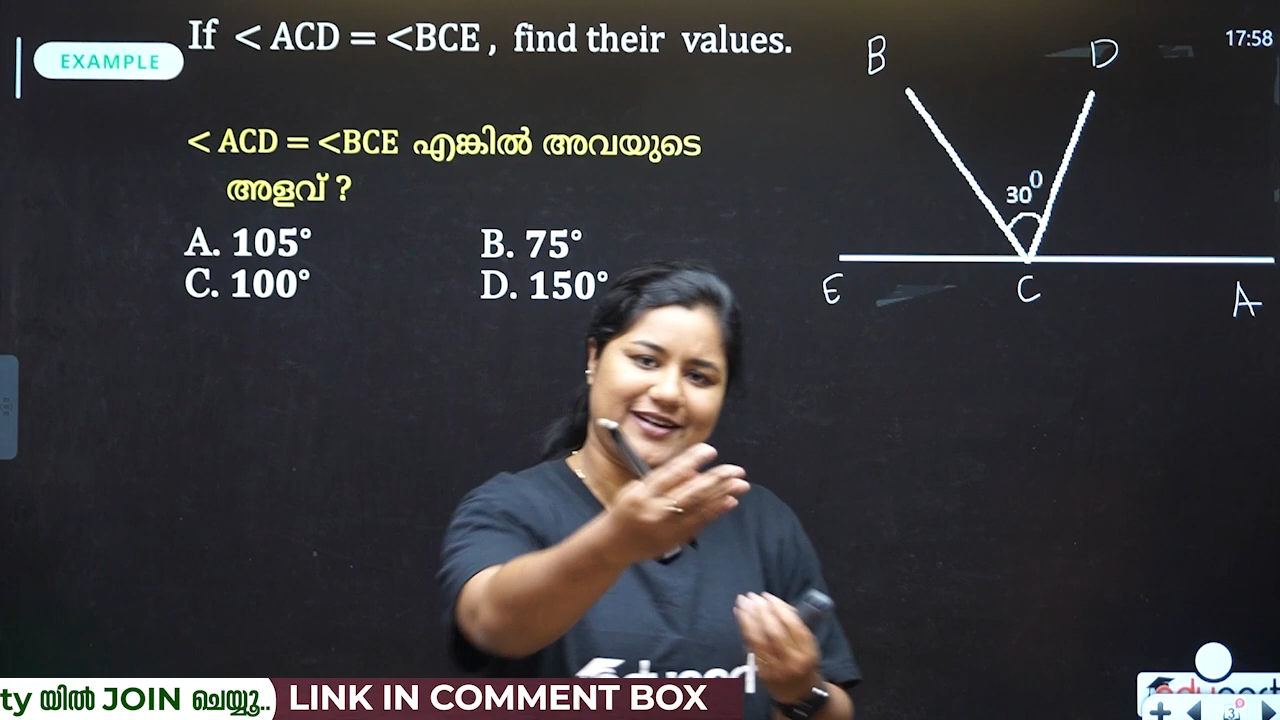 If < ACD = <BCE , find their values.
17:58
EXAMPLE
B
D
< ACD = <BCE എങ്കിൽ അവയുടെ
അളവ് ?
30⁰
A. 105° B. 75°
C. 100° D. 150°
E C A
ty യിൽ JOIN ചെയ്യൂ.. LINK IN COMMENT BOX